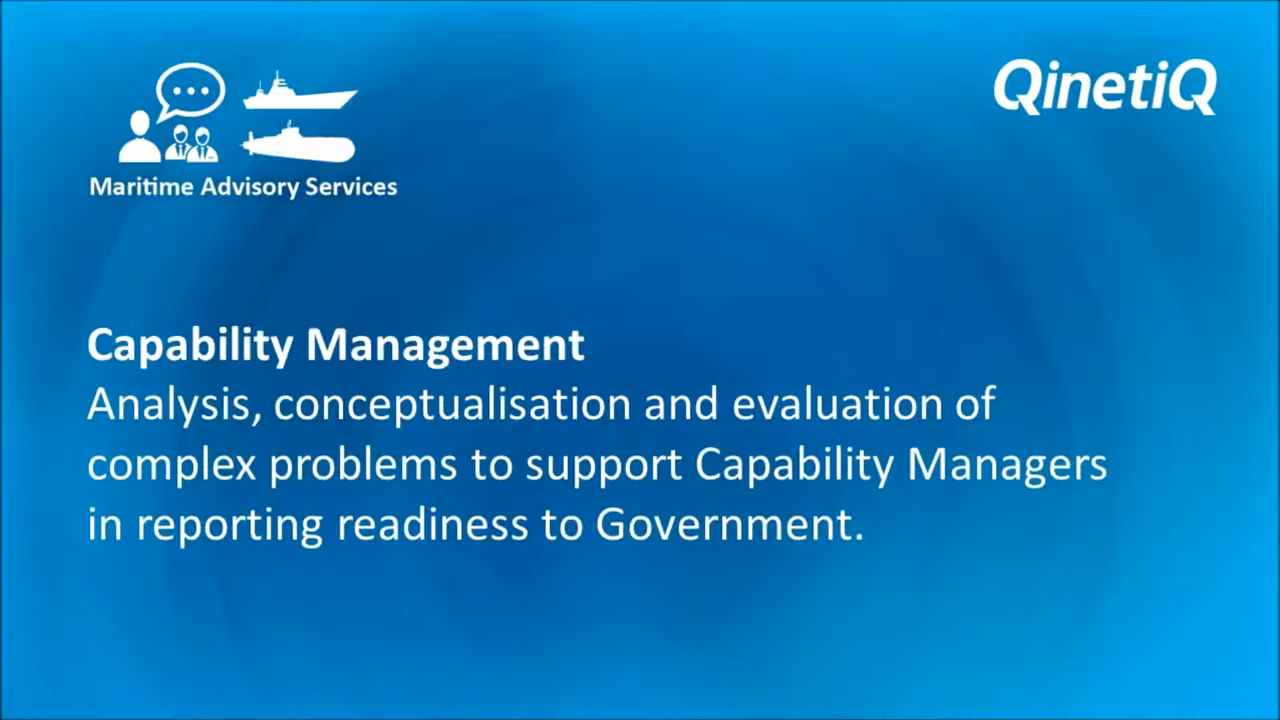 QinetiQ
Maritime Advisory Services
Capability Management
Analysis, conceptualisation and evaluation of
complex problems to support Capability Managers
in reporting readiness to Government.